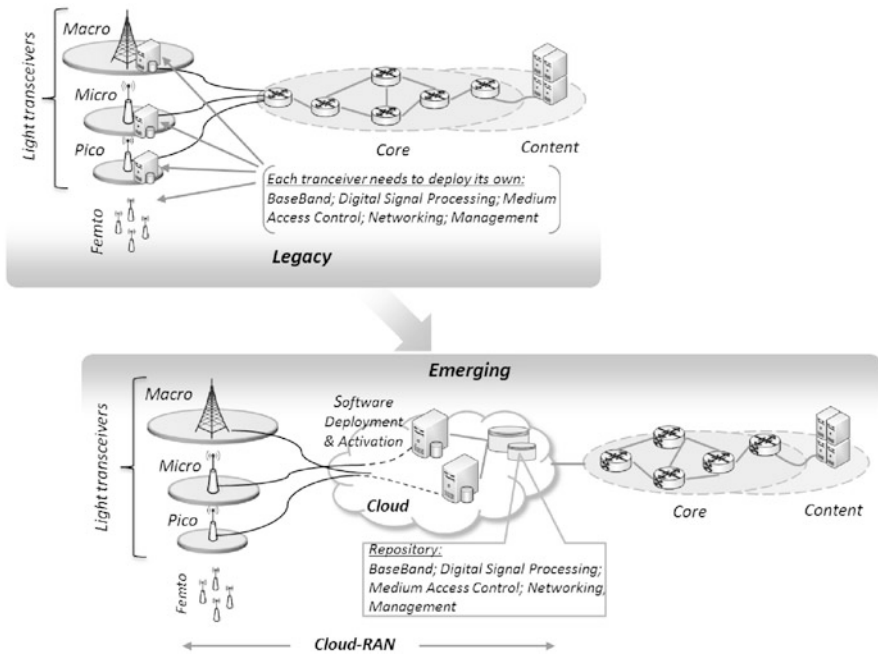 Macro
Light transceivers
Micro
Pico
Femto
Core
Content
Each tranceiver needs to deploy its own:
BaseBand; Digital Signal Processing; Medium
Access Control; Networking; Management
Legacy
Emerging
Macro
Light transceivers
Micro
Pico
Femto
Software
Deployment
& Activation
Cloud
Core
Content
Repository:
BaseBand; Digital Signal Processing;
Medium Access Control; Networking,
Management
Cloud-RAN